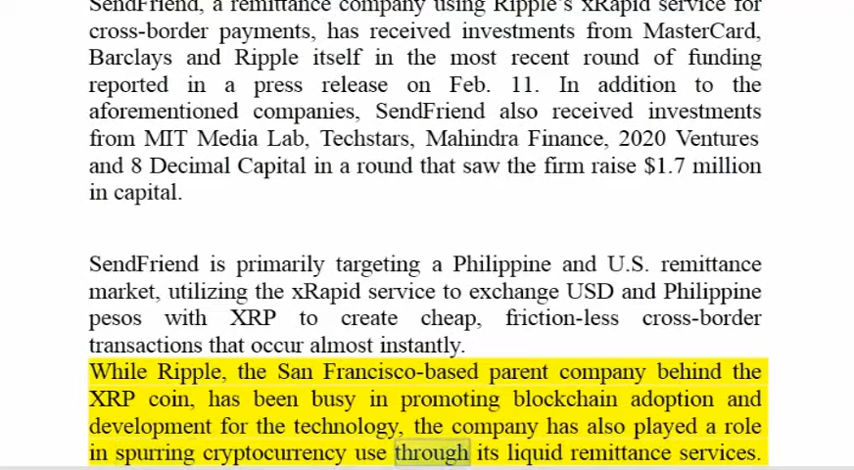 SendFriend, a remittance company using Ripple's xRapid service for
cross-border payments, has received investments from MasterCard,
Barclays and Ripple itself in the most recent round of funding
reported in a press release on Feb. 11. In addition to the
aforementioned companies, SendFriend also received investments
from MIT Media Lab, Techstars, Mahindra Finance, 2020 Ventures
and 8 Decimal Capital in a round that saw the firm raise $1.7 million
in capital.
SendFriend is primarily targeting a Philippine and U.S. remittance
market, utilizing the xRapid service to exchange USD and Philippine
pesos with XRP to create cheap, friction-less cross-border
transactions that occur almost instantly.
While Ripple, the San Francisco-based parent company behind the
XRP coin, has been busy in promoting blockchain adoption and
development for the technology, the company has also played a role
in spurring cryptocurrency use through its liquid remittance services.